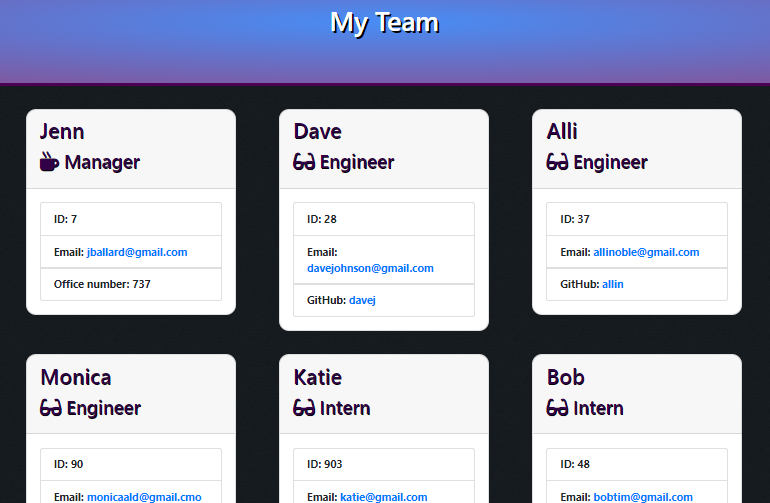 My Team
Jenn
Manager
ID: 7
Email: jballard@gmail.com
Office number: 737
Dave
Engineer
ID: 28
Email:
davejohnson@gmail.com
GitHub: davej
Alli
Engineer
ID: 37
Email: allinoble@gmail.com
GitHub: allin
Monica
Engineer
ID: 90
Email: monicaald@gmail.cmo
Katie
Intern
ID: 903
Email: katie@gmail.com
Bob
Intern
ID: 48
Email: bobtim@gmail.com